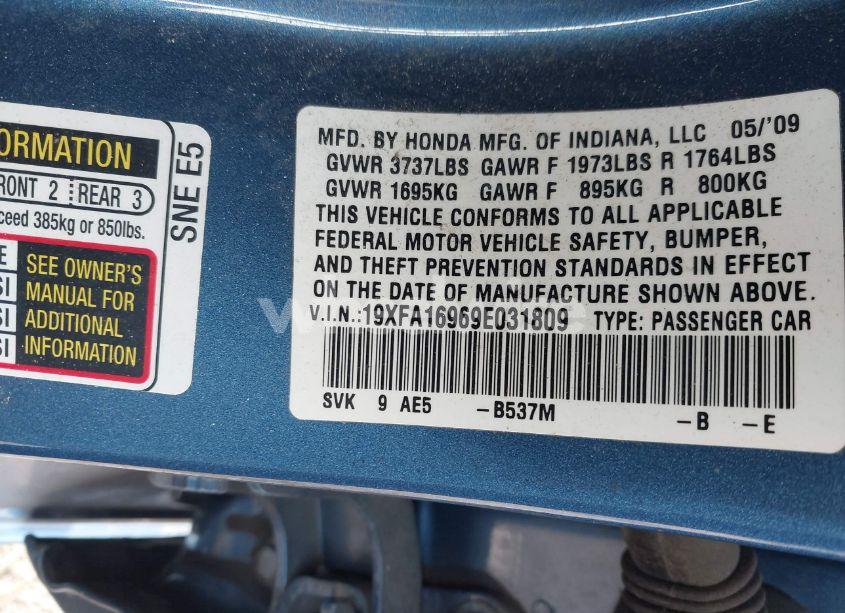 ORMATION
RONT 2 REAR 3
ceed 385kg or 850lbs.
E
SI
SI
SI
SEE OWNER'S
MANUAL FOR
ADDITIONAL
INFORMATION
SNE E5
MFD. BY HONDA MFG. OF INDIANA, LLC 05/'09
GVWR 3737LBS GAWR F 1973LBS R 1764LBS
GVWR 1695KG GAWR F 895KG R 800KG
THIS VEHICLE CONFORMS TO ALL APPLICABLE
FEDERAL MOTOR VEHICLE SAFETY, BUMPER,
AND THEFT PREVENTION STANDARDS IN EFFECT
ON THE DATE OF MANUFACTURE SHOWN ABOVE.
V.I.N.:19XFA16969E031809 TYPE: PASSENGER CAR
SVK 9 AE5 -B537M -B -E